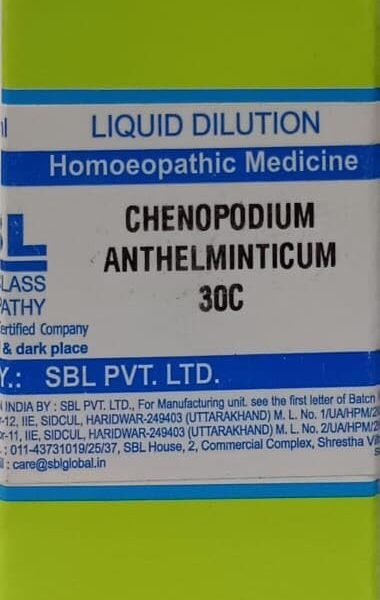 LIQUID DILUTION
Homoeopathic Medicine
CHENOPODIUM
ANTHELMINTICUM
30C
L
LASS
ATHY
ertified Company
& dark place
Y.: SBL PVT. LTD.
INDIA BY : SBL PVT. LTD., For Manufacturing unit. see the first letter of Batch
-12, IIE, SIDCUL, HARIDWAR-249403 (UTTARAKHAND) M. L. No. 1/UA/HPM/2
-11, IIE, SIDCUL, HARIDWAR-249403 (UTTARAKHAND) M. L. No. 2/UA/HPM/2
.: 011-43731019/25/37, SBL House, 2, Commercial Complex, Shrestha Vi
: care@sblglobal.in